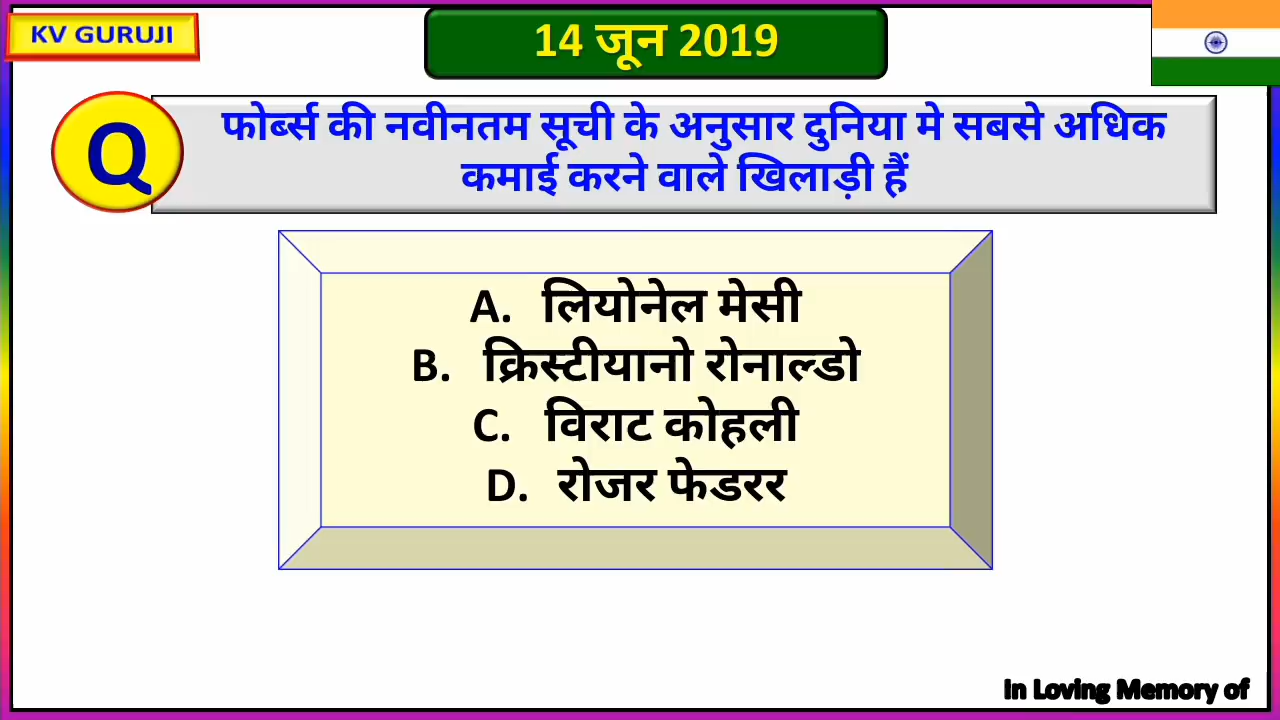 KV GURUJI
14 जून 2019
Q
फोर्ब्स की नवीनतम सूची के अनुसार दुनिया मे सबसे अधिक
कमाई करने वाले खिलाड़ी हैं
A. लियोनेल मेसी
B. क्रिस्टीयानो रोनाल्डो
C. विराट कोहली
D. रोजर फेडरर
In Loving Memory of